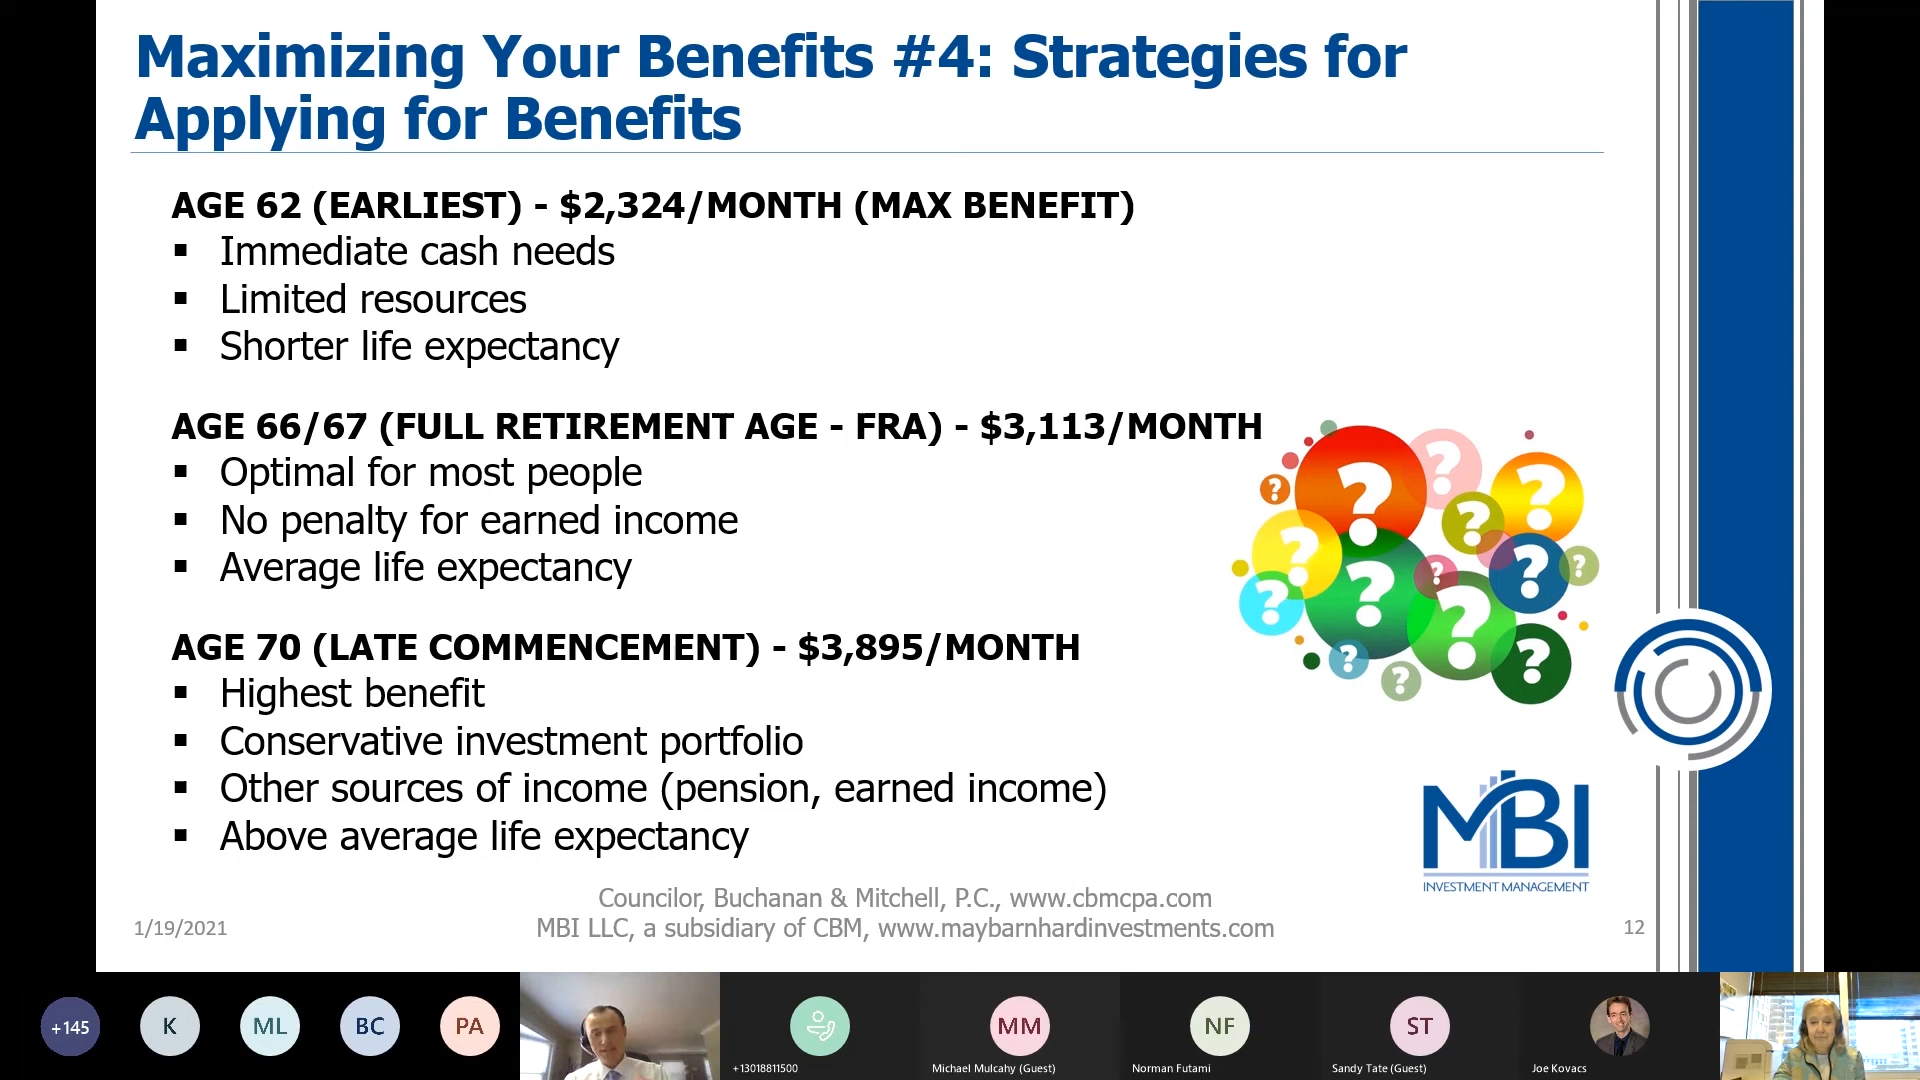 Maximizing Your Benefits #4: Strategies for
Applying for Benefits
AGE 62 (EARLIEST) - $2,324/MONTH (MAX BENEFIT)
▪ Immediate cash needs
▪ Limited resources
▪ Shorter life expectancy
AGE 66/67 (FULL RETIREMENT AGE - FRA) - $3,113/MONTH
▪ Optimal for most people
▪ No penalty for earned income
▪ Average life expectancy
AGE 70 (LATE COMMENCEMENT) - $3,895/MONTH
▪ Highest benefit
▪ Conservative investment portfolio
▪ Other sources of income (pension, earned income)
▪ Above average life expectancy
? ? ? ? ? ? ? ? ? ? ? ? ? ?
MBI
INVESTMENT MANAGEMENT
Councilor, Buchanan & Mitchell, P.C., www.cbmcpa.com
MBI LLC, a subsidiary of CBM, www.maybarnhardinvestments.com
1/19/2021
12
+145
K
ML
BC
PA
+13018811500
MM
Michael Mulcahy (Guest)
NF
Norman Futami
ST
Sandy Tate (Guest)
Joe Kovacs